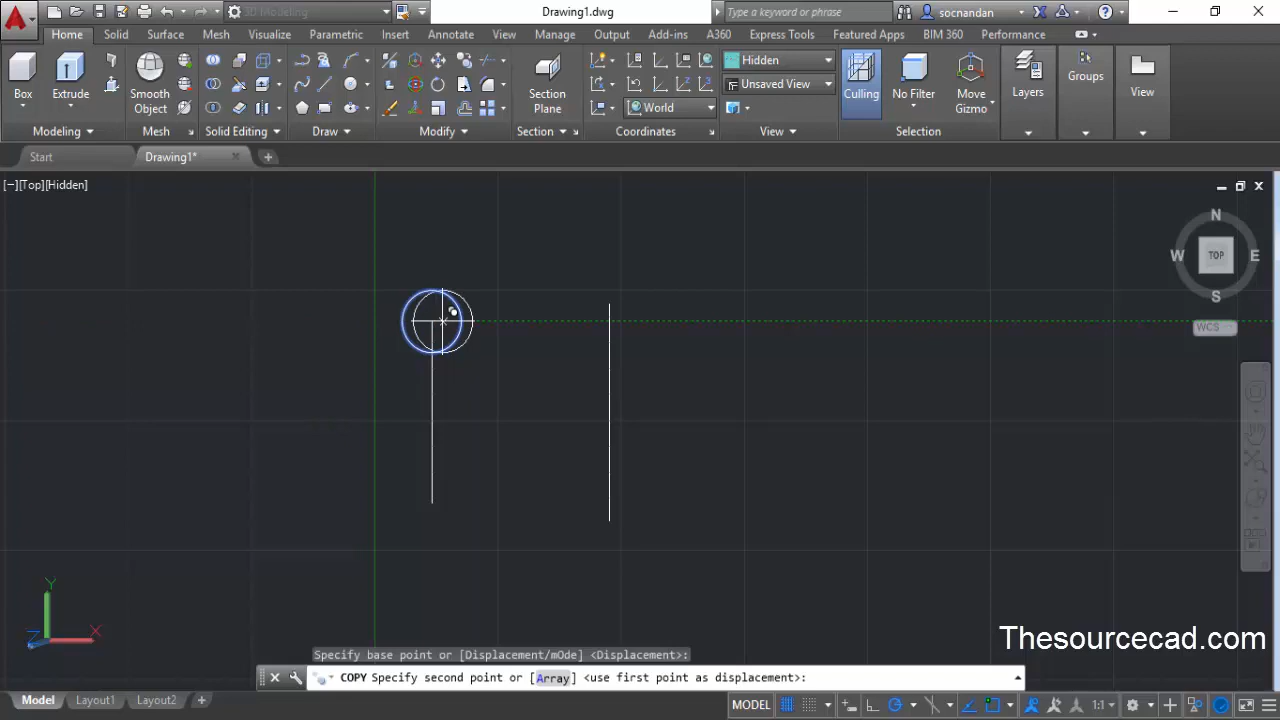 3D Modeling
Drawing1.dwg
Type a keyword or phrase
socnandan
Home Solid Surface Mesh Visualize Parametric Insert Annotate View Manage Output Add-ins A360 Express Tools Featured Apps BIM 360 Performance
Box Extrude Smooth Object Section Plane World Hidden Unsaved View Culling No Filter Move Gizmo Layers Groups View
Modeling Mesh Solid Editing Draw Modify Section Coordinates View Selection
Start Drawing1*
[−][Top][Hidden]
N
W TOP E
S
WCS
Y
Z X
Thesourcecad.com
Specify base point or [Displacement/mOde] <Displacement>:
COPY Specify second point or [Array] <use first point as displacement>:
Model Layout1 Layout2 + MODEL 1:1